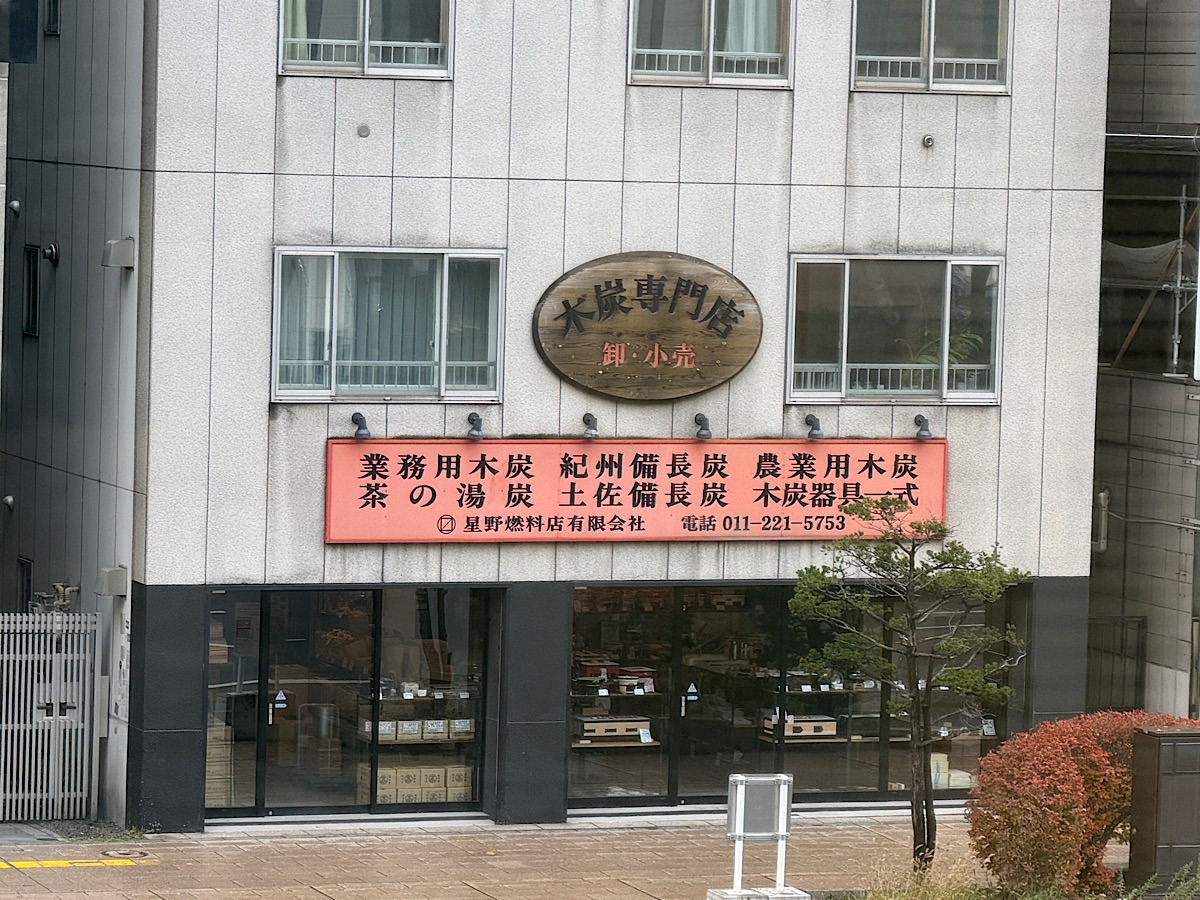 木炭専門店
卸・小売
業務用木炭 紀州備長炭 農業用木炭
茶の湯炭 土佐備長炭 木炭器具一式
星野燃料店有限会社 電話 011-221-5753